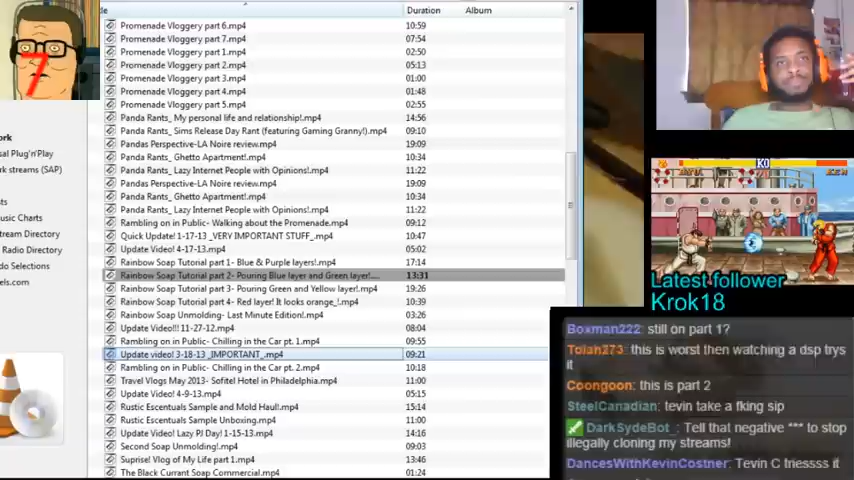 de
Duration
Album
Promenade Vloggery part 6.mp4 10:59
Promenade Vloggery part 7.mp4 07:54
Promenade Vloggery part 1.mp4 02:50
Promenade Vloggery part 2.mp4 05:13
Promenade Vloggery part 3.mp4 01:00
Promenade Vloggery part 4.mp4 01:48
Promenade Vloggery part 5.mp4 02:55
Panda Rants_ My personal life and relationship!.mp4 14:56
Panda Rants_ Sims Release Day Rant (featuring Gaming Granny!).mp4 09:10
Pandas Perspective-LA Noire review.mp4 19:09
Panda Rants_ Ghetto Apartment!.mp4 10:34
Panda Rants_ Lazy Internet People with Opinions!.mp4 11:22
Pandas Perspective-LA Noire review.mp4 19:09
Panda Rants_ Ghetto Apartment!.mp4 10:34
Panda Rants_ Lazy Internet People with Opinions!.mp4 11:22
Rambling on in Public- Walking about the Promenade.mp4 09:12
Quick Update! 1-17-13 _VERY IMPORTANT STUFF_.mp4 10:47
Update Video! 4-17-13.mp4 05:02
Rainbow Soap Tutorial part 1- Blue & Purple layers!.mp4 17:14
Rainbow Soap Tutorial part 2- Pouring Blue layer and Green layer!.... 13:31
Rainbow Soap Tutorial part 3- Pouring Green and Yellow layer!.mp4 19:26
Rainbow Soap Tutorial part 4- Red layer! It looks orange_!.mp4 10:39
Rainbow Soap Unmolding- Last Minute Edition!.mp4 03:26
Update Video!!! 11-27-12.mp4 08:04
Rambling on in Public- Chilling in the Car pt. 1.mp4 09:55
Update video! 3-18-13 _IMPORTANT_.mp4 09:21
Rambling on in Public- Chilling in the Car pt. 2.mp4 10:18
Travel Vlogs May 2013- Sofitel Hotel in Philadelphia.mp4 11:00
Update Video! 4-9-13.mp4 05:15
Rustic Escentuals Sample and Mold Haul!.mp4 15:14
Rustic Escentuals Sample Unboxing.mp4 11:00
Update Video! Lazy PJ Day! 1-15-13.mp4 14:16
Second Soap Unmolding!.mp4 09:03
Suprise! Vlog of My Life part 1.mp4 13:46
The Black Currant Soap Commercial.mp4 01:24
7
ork
sal Plug'n'Play
rk streams (SAP)
ts
usic Charts
tream Directory
Radio Directory
do Selections
els.com
KO
RYU
KEN
Latest follower
Krok18
Boxman222 still on part 1?
Tolah273 this is worst then watching a dsp trys
it
Coongoon: this is part 2
SteelCanadian: tevin take a fking sip
DarkSydeBot_: Tell that negative *** to stop
illegally cloning my streams!
DancesWithKevinCostner: Tevin C tnessss it